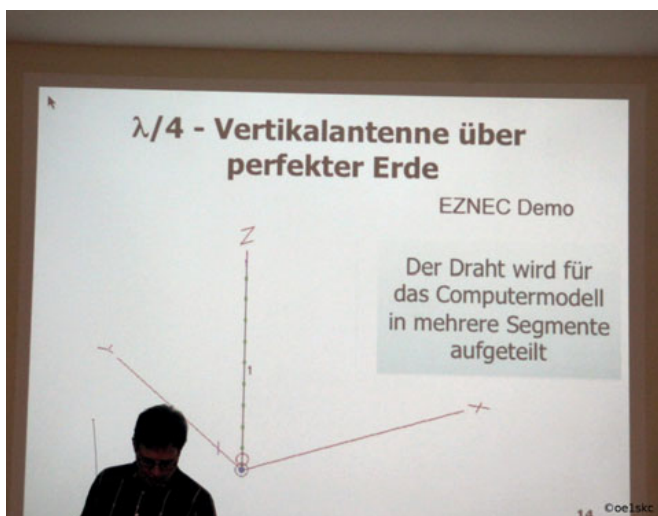 λ/4 - Vertikalantenne über
perfekter Erde
EZNEC Demo
Z
Der Draht wird für
das Computermodell
in mehrere Segmente
aufgeteilt
Y
1
X
14
©oe1skc